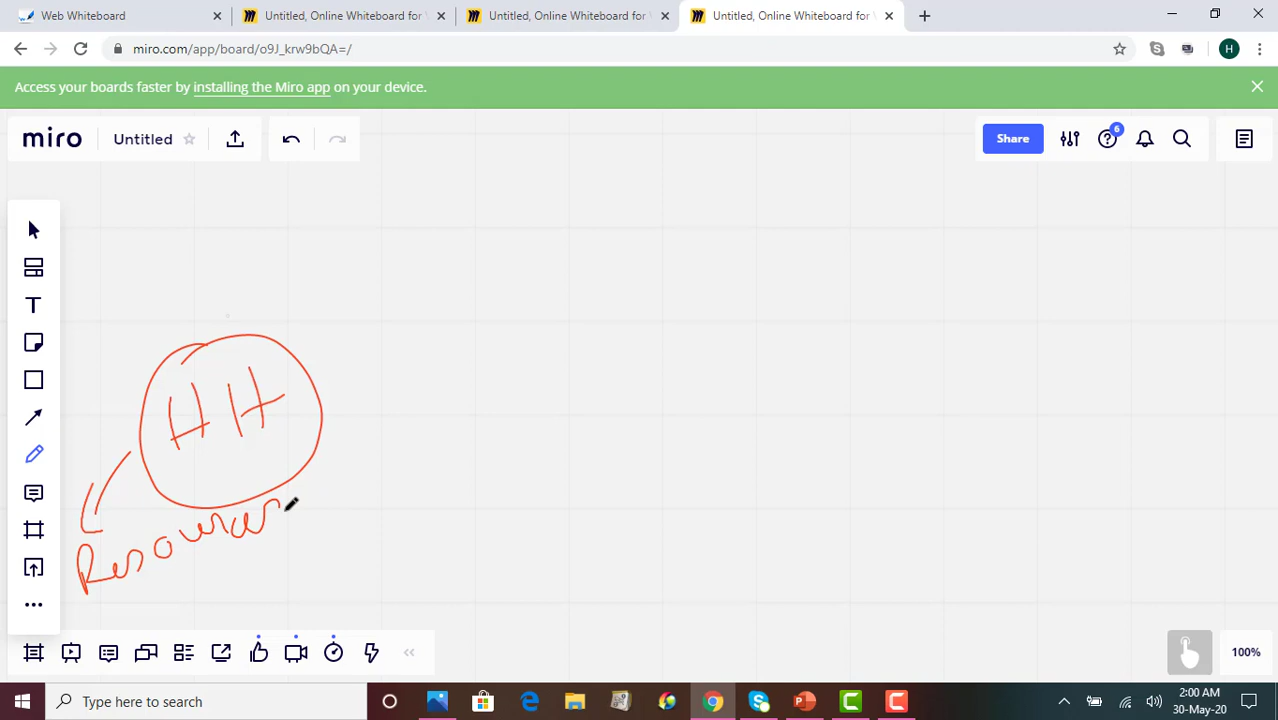 Web Whiteboard
Untitled, Online Whiteboard for
Untitled, Online Whiteboard for
Untitled, Online Whiteboard for
miro.com/app/board/o9J_krw9bQA=/
H
Access your boards faster by installing the Miro app on your device.
miro
Untitled
Share
6
T
HH
Resources
100%
Type here to search
2:00 AM
30-May-20